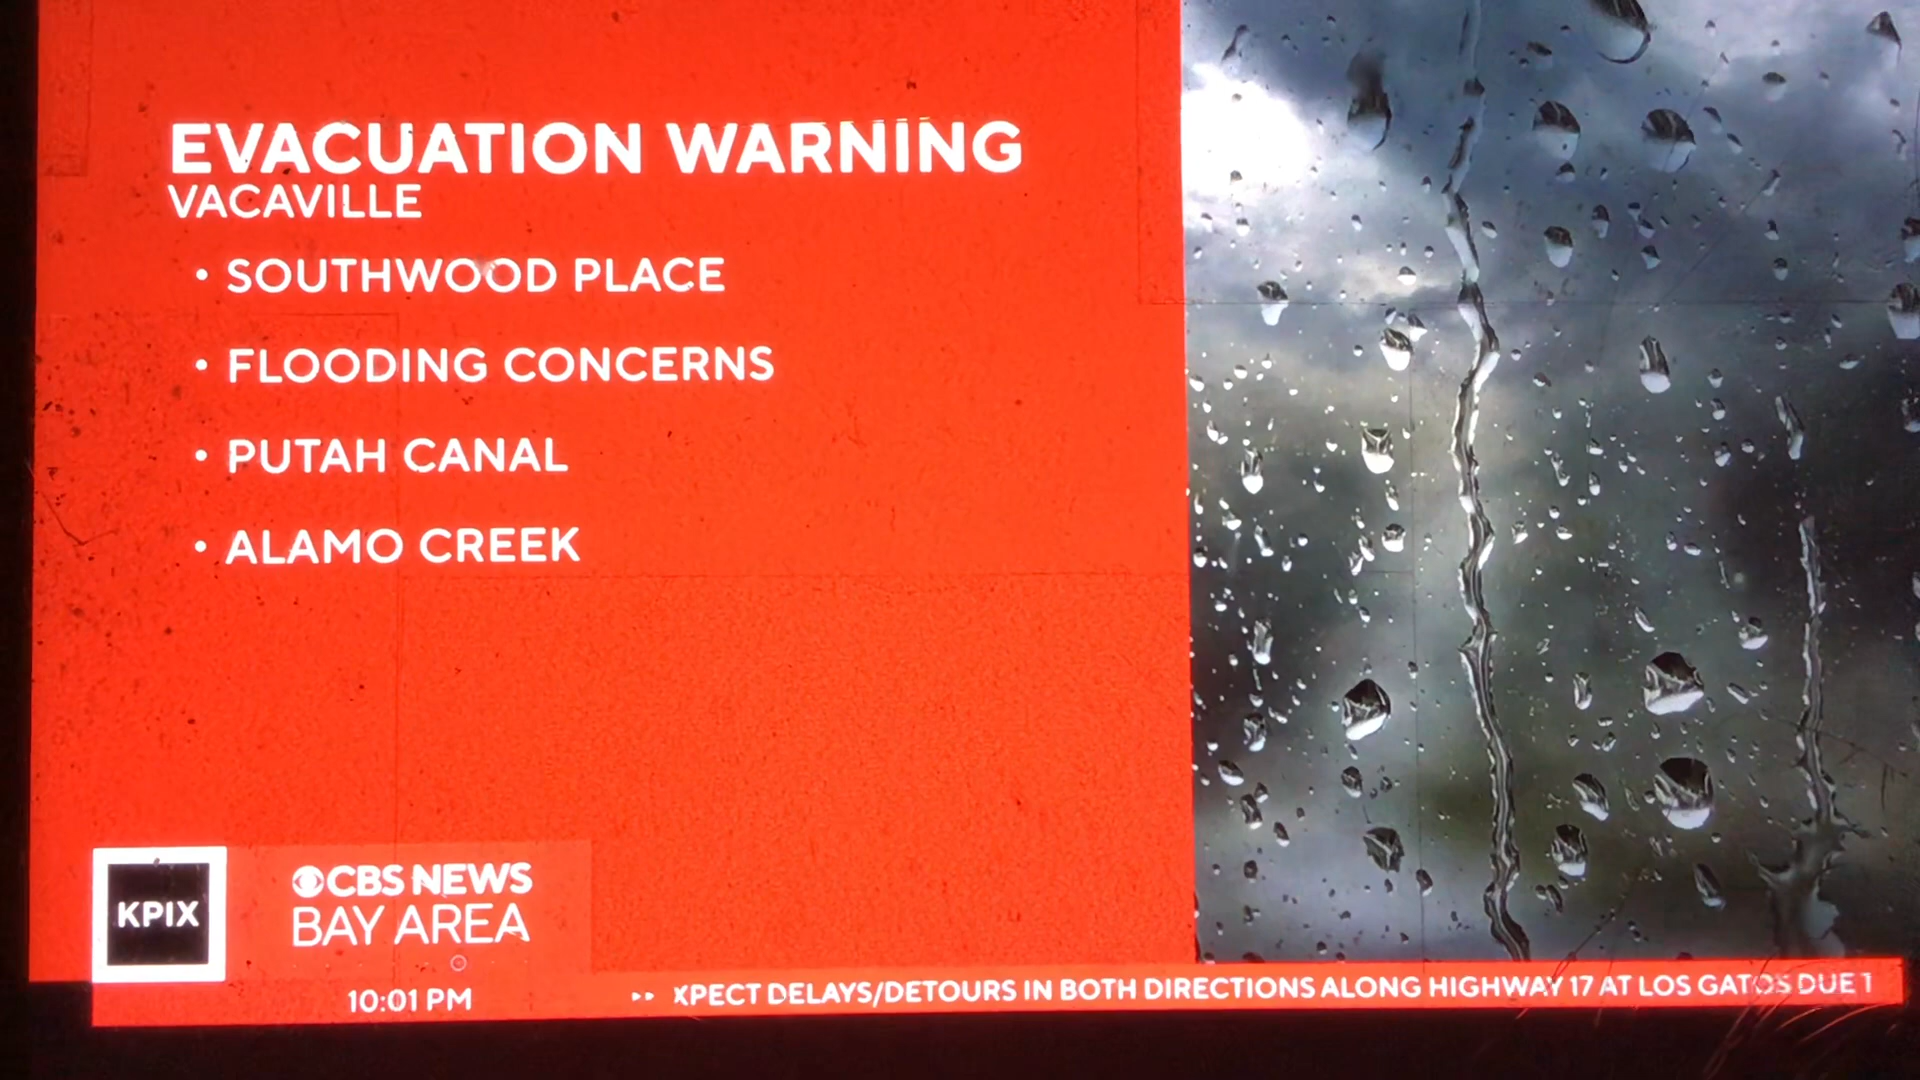 EVACUATION WARNING
VACAVILLE
• SOUTHWOOD PLACE
• FLOODING CONCERNS
• PUTAH CANAL
• ALAMO CREEK
KPIX
CBS NEWS
BAY AREA
10:01 PM
XPECT DELAYS/DETOURS IN BOTH DIRECTIONS ALONG HIGHWAY 17 AT LOS GATOS DUE